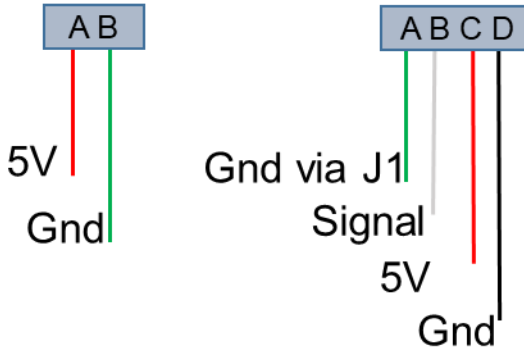 A B
A B C D
5V
Gnd via J1
Gnd
Signal
5V
Gnd